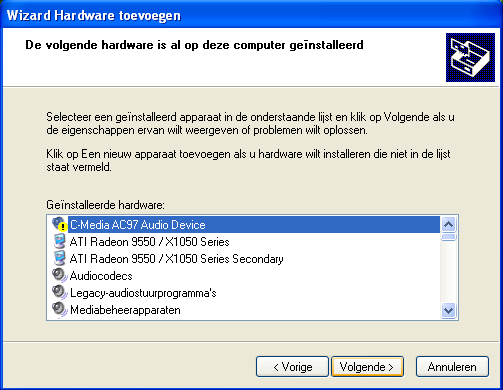 Wizard Hardware toevoegen
De volgende hardware is al op deze computer geïnstalleerd
Selecteer een geïnstalleerd apparaat in de onderstaande lijst en klik op Volgende als u
de eigenschappen ervan wilt weergeven of problemen wilt oplossen.
Klik op Een nieuw apparaat toevoegen als u hardware wilt installeren die niet in de lijst
staat vermeld.
Geïnstalleerde hardware:
C-Media AC97 Audio Device
ATI Radeon 9550 / X1050 Series
ATI Radeon 9550 / X1050 Series Secondary
Audiocodecs
Legacy-audiostuurprogramma's
Mediabeheerapparaten
< Vorige
Volgende >
Annuleren